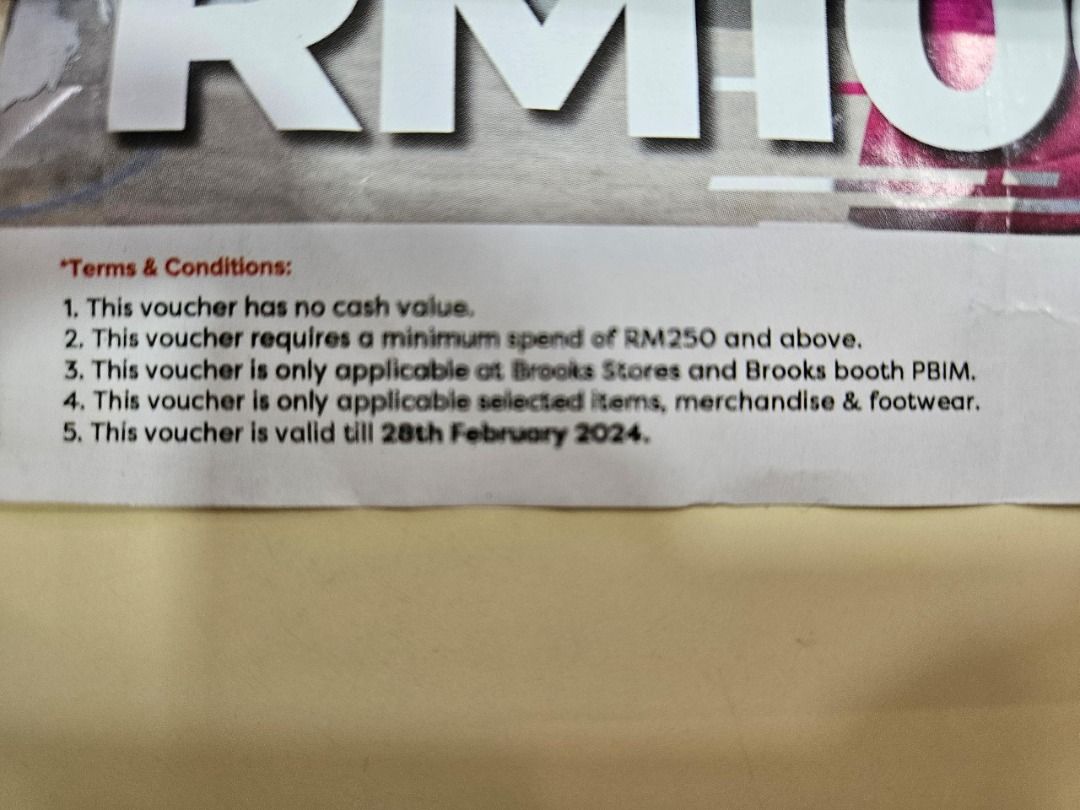 RM10
*Terms & Conditions:
1. This voucher has no cash value.
2. This voucher requires a minimum spend of RM250 and above.
3. This voucher is only applicable at Brooks Stores and Brooks booth PBIM.
4. This voucher is only applicable selected items, merchandise & footwear.
5. This voucher is valid till 28th February 2024.